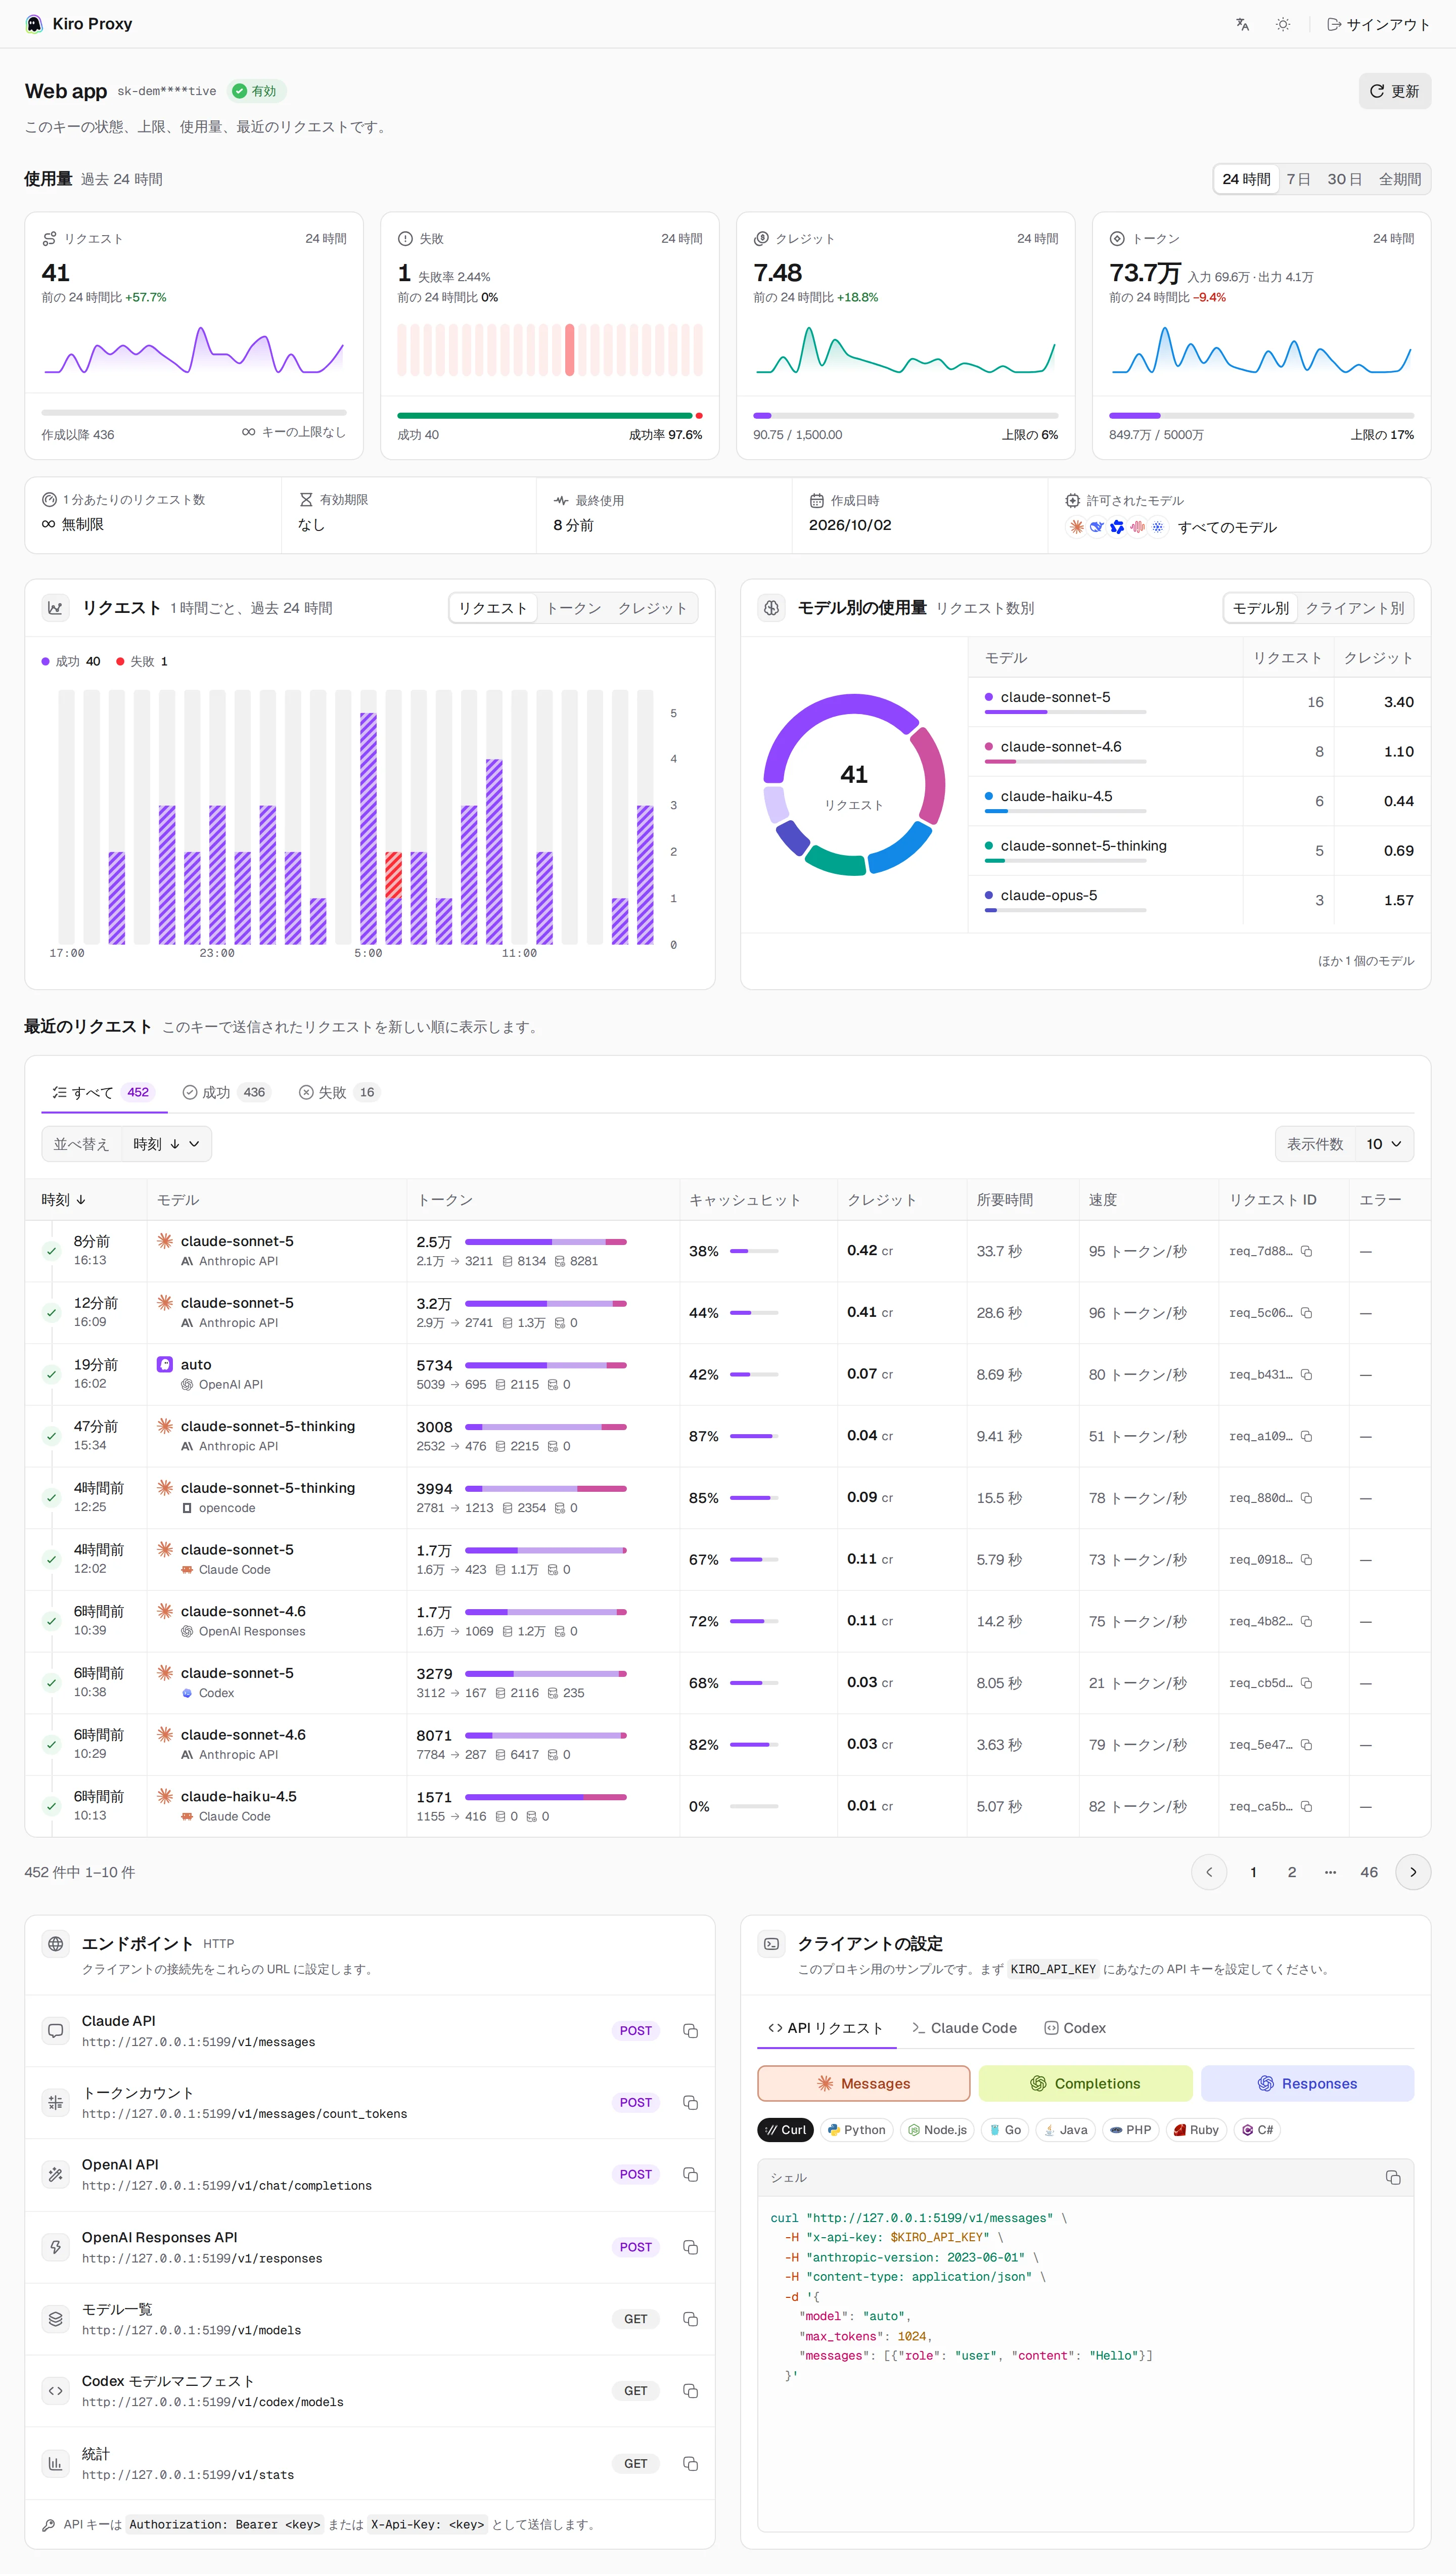 Kiro Proxy
サインアウト
Web app sk-dem****tive 有効
更新
このキーの状態、上限、使用量、最近のリクエストです。
使用量 過去 24 時間
24 時間 7 日 30 日 全期間
リクエスト 24 時間
41
前の 24 時間比 +57.7%
作成以降 436 キーの上限なし
失敗 24 時間
1 失敗率 2.44%
前の 24 時間比 0%
成功 40 成功率 97.6%
クレジット 24 時間
7.48
前の 24 時間比 +18.8%
90.75 / 1,500.00 上限の 6%
トークン 24 時間
73.7万 入力 69.6万 · 出力 4.1万
前の 24 時間比 −9.4%
849.7万 / 5000万 上限の 17%
1 分あたりのリクエスト数
無制限
有効期限
なし
最終使用
8 分前
作成日時
2026/10/02
許可されたモデル
すべてのモデル
リクエスト 1 時間ごと、過去 24 時間
リクエスト トークン クレジット
成功 40 失敗 1
5
4
3
2
1
0
17:00 23:00 5:00 11:00
モデル別の使用量 リクエスト数別
モデル別 クライアント別
41
リクエスト
モデル リクエスト クレジット
claude-sonnet-5 16 3.40
claude-sonnet-4.6 8 1.10
claude-haiku-4.5 6 0.44
claude-sonnet-5-thinking 5 0.69
claude-opus-5 3 1.57
ほか 1 個のモデル
最近のリクエスト このキーで送信されたリクエストを新しい順に表示します。
すべて 452 成功 436 失敗 16
並べ替え 時刻 ↓
表示件数 10
時刻 ↓ モデル トークン キャッシュヒット クレジット 所要時間 速度 リクエスト ID エラー
8分前 claude-sonnet-5 2.5万 38% 0.42 cr 33.7 秒 95 トークン/秒 req_7d88… —
16:13 Anthropic API 2.1万 → 3211 8134 8281
12分前 claude-sonnet-5 3.2万 44% 0.41 cr 28.6 秒 96 トークン/秒 req_5c06… —
16:09 Anthropic API 2.9万 → 2741 1.3万 0
19分前 auto 5734 42% 0.07 cr 8.69 秒 80 トークン/秒 req_b431… —
16:02 OpenAI API 5039 → 695 2115 0
47分前 claude-sonnet-5-thinking 3008 87% 0.04 cr 9.41 秒 51 トークン/秒 req_a109… —
15:34 Anthropic API 2532 → 476 2215 0
4時間前 claude-sonnet-5-thinking 3994 85% 0.09 cr 15.5 秒 78 トークン/秒 req_880d… —
12:25 opencode 2781 → 1213 2354 0
4時間前 claude-sonnet-5 1.7万 67% 0.11 cr 5.79 秒 73 トークン/秒 req_0918… —
12:02 Claude Code 1.6万 → 423 1.1万 0
6時間前 claude-sonnet-4.6 1.7万 72% 0.11 cr 14.2 秒 75 トークン/秒 req_4b82… —
10:39 OpenAI Responses 1.6万 → 1069 1.2万 0
6時間前 claude-sonnet-5 3279 68% 0.03 cr 8.05 秒 21 トークン/秒 req_cb5d… —
10:38 Codex 3112 → 167 2116 235
6時間前 claude-sonnet-4.6 8071 82% 0.03 cr 3.63 秒 79 トークン/秒 req_5e47… —
10:29 Anthropic API 7784 → 287 6417 0
6時間前 claude-haiku-4.5 1571 0% 0.01 cr 5.07 秒 82 トークン/秒 req_ca5b… —
10:13 Claude Code 1155 → 416 0 0
452 件中 1–10 件
1 2 ••• 46
エンドポイント HTTP
クライアントの接続先をこれらの URL に設定します。
Claude API
http://127.0.0.1:5199/v1/messages POST
トークンカウント
http://127.0.0.1:5199/v1/messages/count_tokens POST
OpenAI API
http://127.0.0.1:5199/v1/chat/completions POST
OpenAI Responses API
http://127.0.0.1:5199/v1/responses POST
モデル一覧
http://127.0.0.1:5199/v1/models GET
Codex モデルマニフェスト
http://127.0.0.1:5199/v1/codex/models GET
統計
http://127.0.0.1:5199/v1/stats GET
API キーは Authorization: Bearer <key> または X-Api-Key: <key> として送信します。
クライアントの設定
このプロキシ用のサンプルです。まず KIRO_API_KEY にあなたの API キーを設定してください。
API リクエスト Claude Code Codex
Messages Completions Responses
Curl Python Node.js Go Java PHP Ruby C#
シェル
curl "http://127.0.0.1:5199/v1/messages" \
-H "x-api-key: $KIRO_API_KEY" \
-H "anthropic-version: 2023-06-01" \
-H "content-type: application/json" \
-d '{
"model": "auto",
"max_tokens": 1024,
"messages": [{"role": "user", "content": "Hello"}]
}'